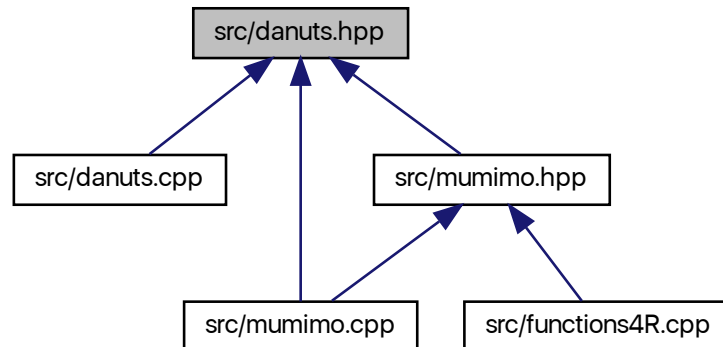 src/danuts.hpp
src/danuts.cpp
src/mumimo.hpp
src/mumimo.cpp
src/functions4R.cpp